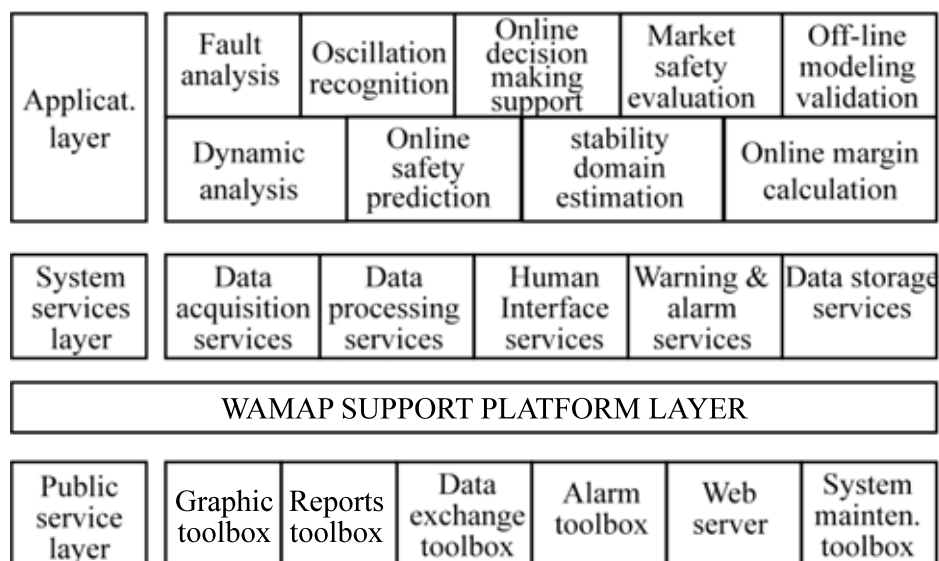 Applicat.
layer
Fault
analysis
Oscillation
recognition
Online
decision
making
support
Market
safety
evaluation
Off-line
modeling
validation
Dynamic
analysis
Online
safety
prediction
stability
domain
estimation
Online margin
calculation
System
services
layer
Data
acquisition
services
Data
processing
services
Human
Interface
services
Warning &
alarm
services
Data storage
services
WAMAP SUPPORT PLATFORM LAYER
Public
service
layer
Graphic
toolbox
Reports
toolbox
Data
exchange
toolbox
Alarm
toolbox
Web
server
System
mainten.
toolbox